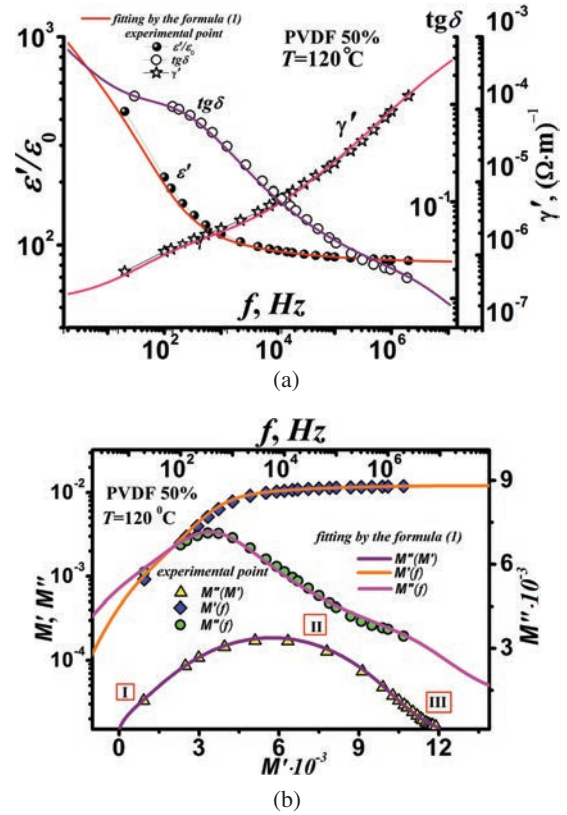 fitting by the formula (1)
experimental point
ε'/ε₀
tgδ
γ'
PVDF 50%
T=120°C
tgδ
10³
10²
ε'/ε₀
tgδ
γ'
ε'
10⁻¹
10⁻³
10⁻⁴
10⁻⁵
10⁻⁶
10⁻⁷
γ', (Ω·m)⁻¹
10² 10⁴ 10⁶
f, Hz
(a)
f, Hz
10² 10⁴ 10⁶
PVDF 50%
T=120 ⁰C
10⁻²
10⁻³
10⁻⁴
M', M''
fitting by the formula (1)
M''(M')
M'(f)
M''(f)
experimental point
M''(M')
M'(f)
M''(f)
I
II
III
9
6
3
M''·10⁻³
0 3 6 9 12
M'·10⁻³
(b)